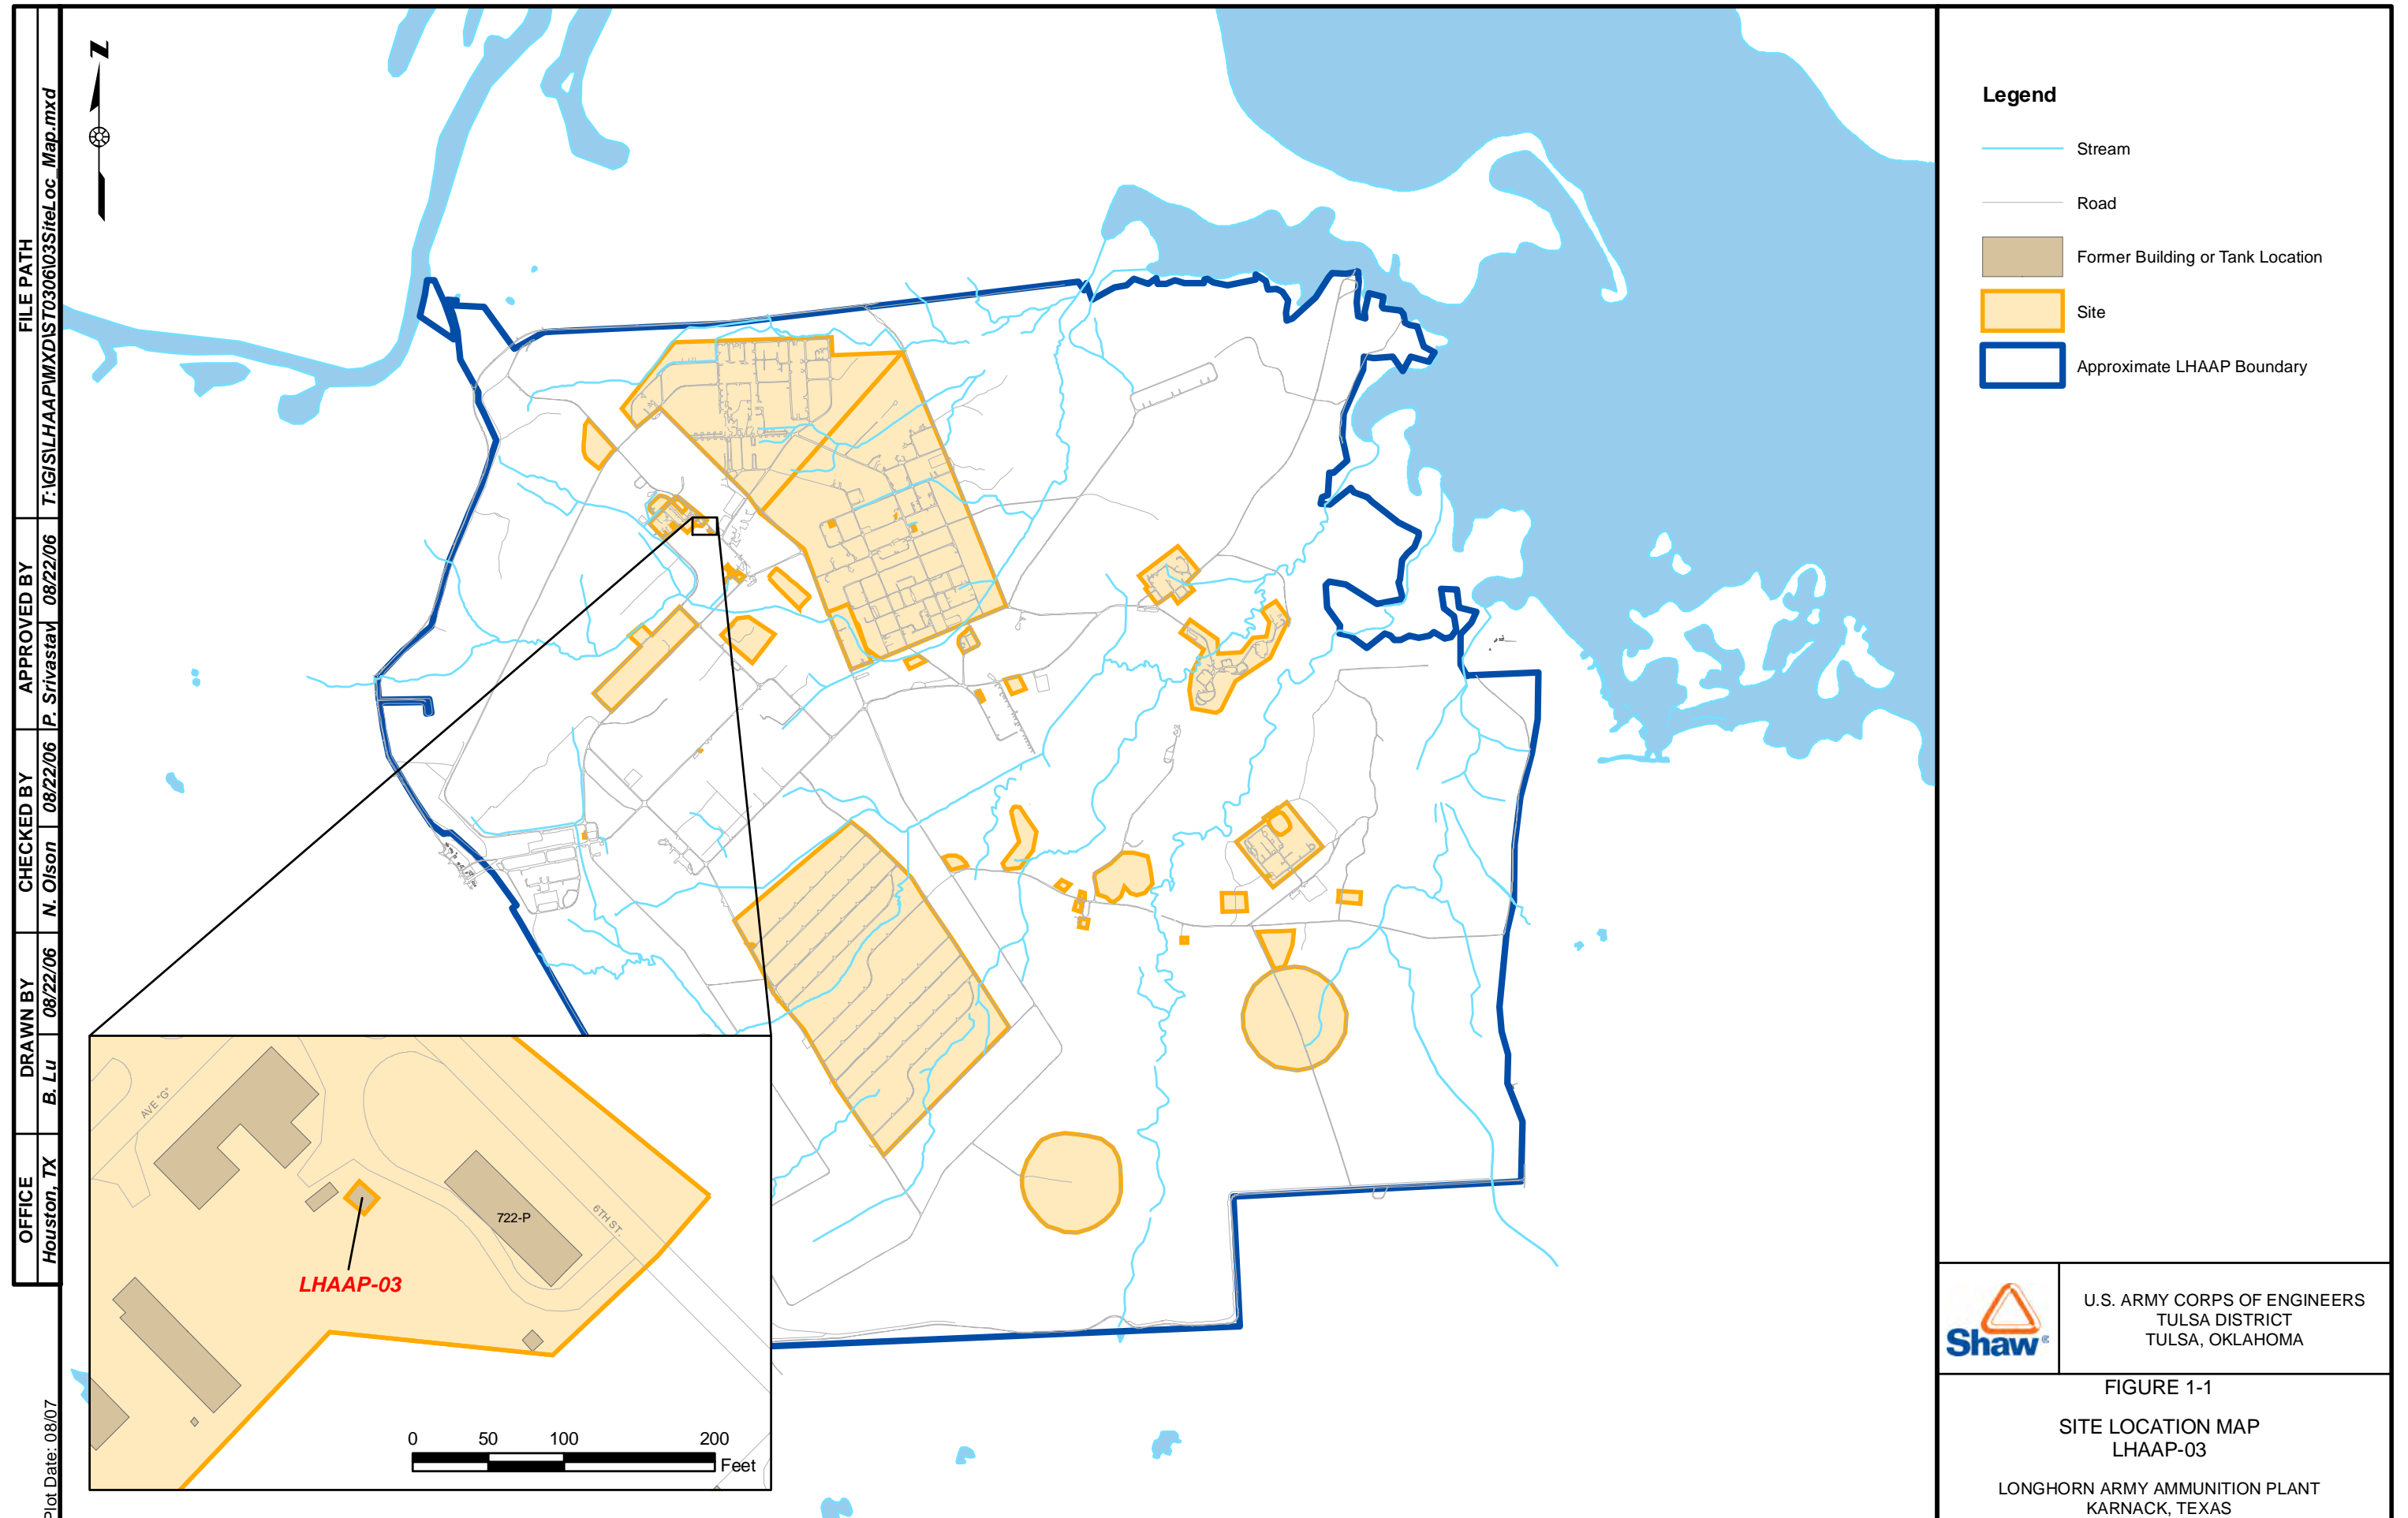 FILE PATH
T:\GIS\LHAAP\MXD\ST0306\03SiteLoc_Map.mxd
APPROVED BY
P. Srivastav 08/22/06
CHECKED BY
N. Olson 08/22/06
DRAWN BY
B. Lu 08/22/06
OFFICE
Houston, TX
Plot Date: 08/07
N
AVE "G"
722-P
6TH ST.
LHAAP-03
0 50 100 200
Feet
Legend
Stream
Road
Former Building or Tank Location
Site
Approximate LHAAP Boundary
Shaw®
U.S. ARMY CORPS OF ENGINEERS
TULSA DISTRICT
TULSA, OKLAHOMA
FIGURE 1-1
SITE LOCATION MAP
LHAAP-03
LONGHORN ARMY AMMUNITION PLANT
KARNACK, TEXAS